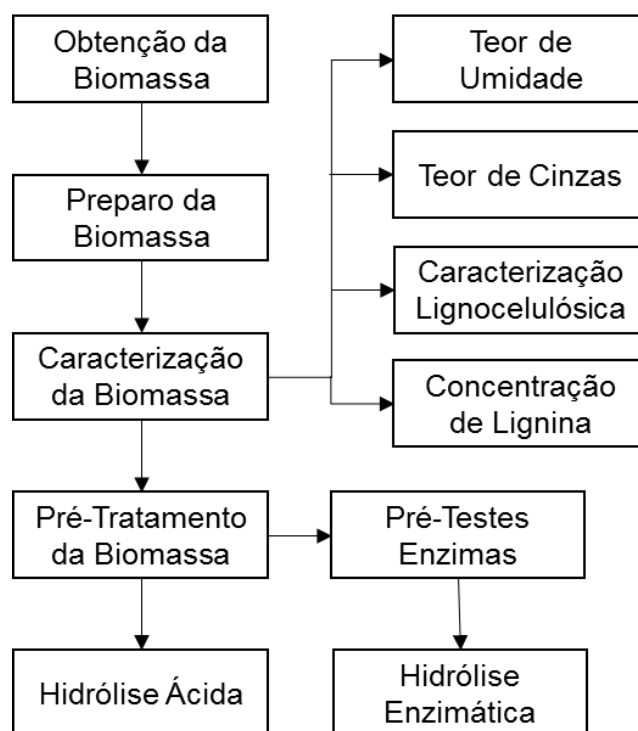 Obtenção da
Biomassa
Preparo da
Biomassa
Caracterização
da Biomassa
Teor de
Umidade
Teor de Cinzas
Caracterização
Lignocelulósica
Concentração
de Lignina
Pré-Tratamento
da Biomassa
Pré-Testes
Enzimas
Hidrólise Ácida
Hidrólise
Enzimática